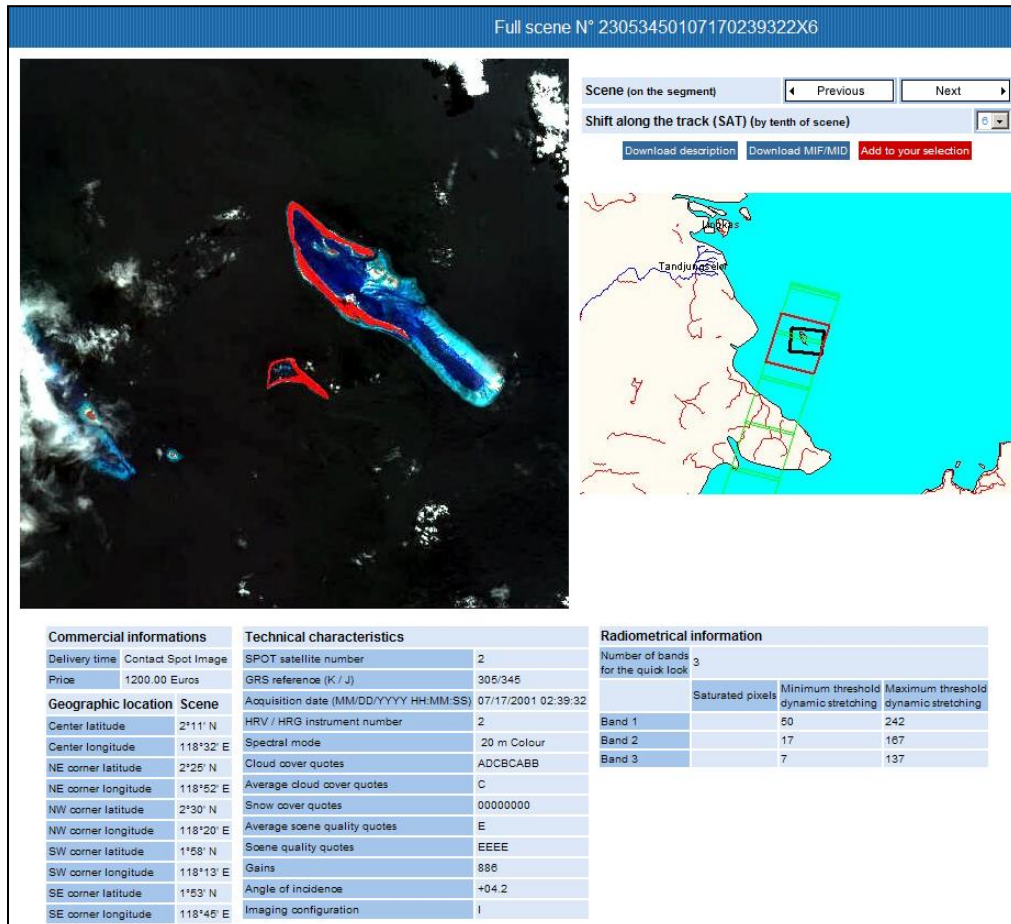 Full scene N° 23053450107170239322X6
Scene (on the segment)
Previous
Next
Shift along the track (SAT) (by tenth of scene)
6
Download description
Download MIF/MID
Add to your selection
Commercial informations
Delivery time Contact Spot Image
Price 1200.00 Euros
Geographic location Scene
Center latitude 2°11' N
Center longitude 118°32' E
NE corner latitude 2°25' N
NE corner longitude 118°52' E
NW corner latitude 2°30' N
NW corner longitude 118°20' E
SW corner latitude 1°58' N
SW corner longitude 118°13' E
SE corner latitude 1°53' N
SE corner longitude 118°45' E
Technical characteristics
SPOT satellite number 2
GRS reference (K / J) 305/345
Acquisition date (MM/DD/YYYY HH:MM:SS) 07/17/2001 02:39:32
HRV / HRG instrument number 2
Spectral mode 20 m Colour
Cloud cover quotes ADCBCABB
Average cloud cover quotes C
Snow cover quotes 00000000
Average scene quality quotes E
Scene quality quotes EEEE
Gains 886
Angle of incidence +04.2
Imaging configuration I
Radiometrical information
Number of bands
for the quick look 3
Saturated pixels Minimum threshold dynamic stretching Maximum threshold dynamic stretching
Band 1 50 242
Band 2 17 167
Band 3 7 137